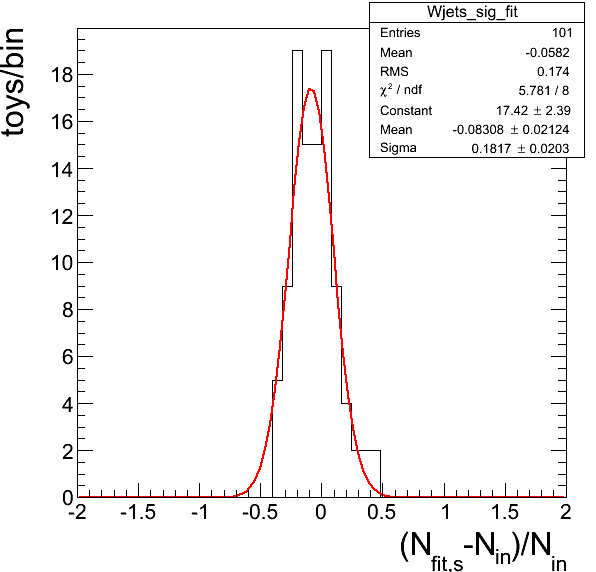 Wjets_sig_fit
Entries 101
Mean -0.0582
RMS 0.174
χ² / ndf 5.781 / 8
Constant 17.42 ± 2.39
Mean -0.08308 ± 0.02124
Sigma 0.1817 ± 0.0203
toys/bin
18
16
14
12
10
8
6
4
2
0
-2 -1.5 -1 -0.5 0 0.5 1 1.5 2
(N_fit,s-N_in)/N_in